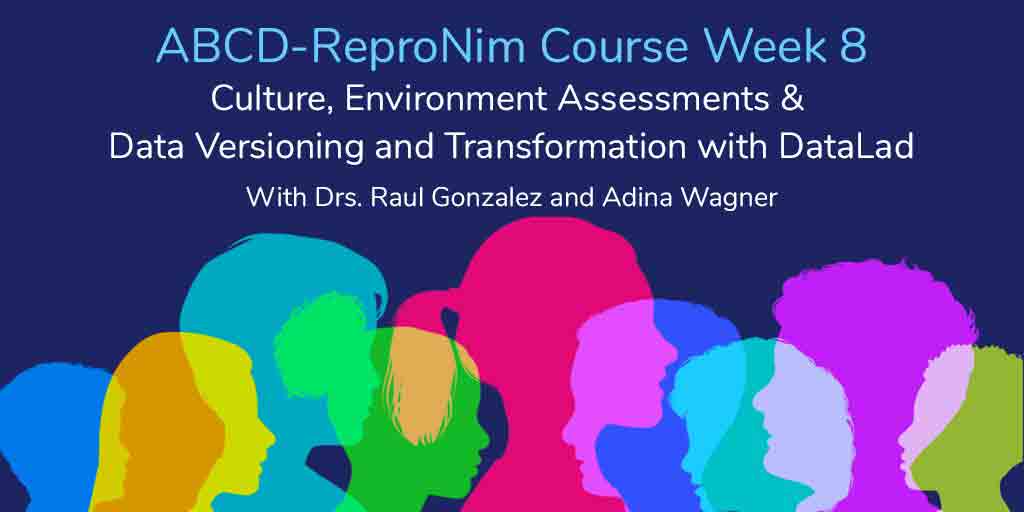 ABCD-ReproNim Course Week 8
Culture, Environment Assessments &
Data Versioning and Transformation with DataLad
With Drs. Raul Gonzalez and Adina Wagner